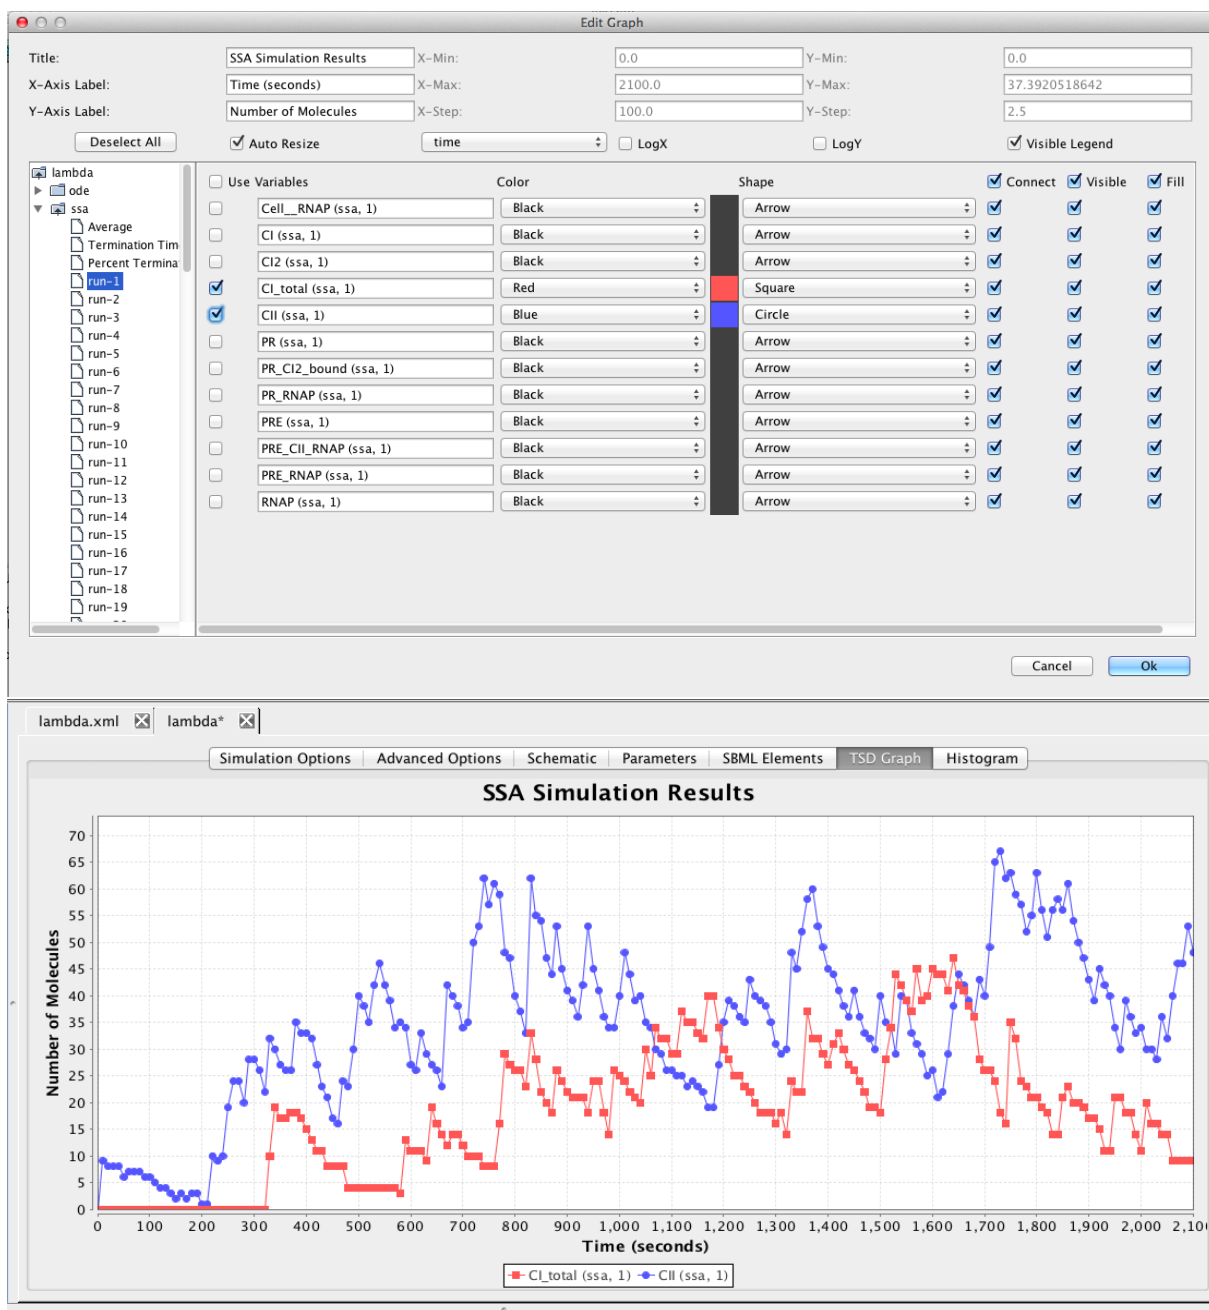 Edit Graph
Title: SSA Simulation Results X-Min: 0.0 Y-Min: 0.0
X-Axis Label: Time (seconds) X-Max: 2100.0 Y-Max: 37.3920518642
Y-Axis Label: Number of Molecules X-Step: 100.0 Y-Step: 2.5
Deselect All Auto Resize time LogX LogY Visible Legend
lambda
ode
ssa
Average
Termination Tim
Percent Termina
run-1
run-2
run-3
run-4
run-5
run-6
run-7
run-8
run-9
run-10
run-11
run-12
run-13
run-14
run-15
run-16
run-17
run-18
run-19
Use Variables Color Shape Connect Visible Fill
Cell__RNAP (ssa, 1) Black Arrow
CI (ssa, 1) Black Arrow
CI2 (ssa, 1) Black Arrow
CI_total (ssa, 1) Red Square
CII (ssa, 1) Blue Circle
PR (ssa, 1) Black Arrow
PR_CI2_bound (ssa, 1) Black Arrow
PR_RNAP (ssa, 1) Black Arrow
PRE (ssa, 1) Black Arrow
PRE_CII_RNAP (ssa, 1) Black Arrow
PRE_RNAP (ssa, 1) Black Arrow
RNAP (ssa, 1) Black Arrow
Cancel Ok
lambda.xml lambda*
Simulation Options Advanced Options Schematic Parameters SBML Elements TSD Graph Histogram
SSA Simulation Results
Number of Molecules
70
65
60
55
50
45
40
35
30
25
20
15
10
5
0
0 100 200 300 400 500 600 700 800 900 1,000 1,100 1,200 1,300 1,400 1,500 1,600 1,700 1,800 1,900 2,000 2,10
Time (seconds)
CI_total (ssa, 1) CII (ssa, 1)